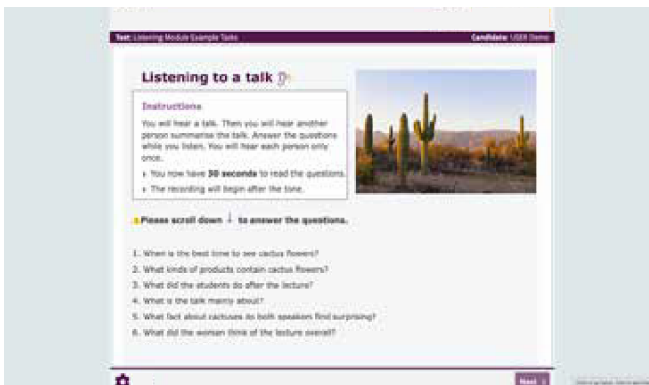 Test: Listening Module Example Tasks
Candidate: USER Demo
Listening to a talk
Instructions
You will hear a talk. Then you will hear another
person summarise the talk. Answer the questions
while you listen. You will hear each person only
once.
› You now have 30 seconds to read the questions.
› The recording will begin after the tone.
Please scroll down ↓ to answer the questions.
1. When is the best time to see cactus flowers?
2. What kinds of products contain cactus flowers?
3. What did the students do after the lecture?
4. What is the talk mainly about?
5. What fact about cactuses do both speakers find surprising?
6. What did the woman think of the lecture overall?
Next ›